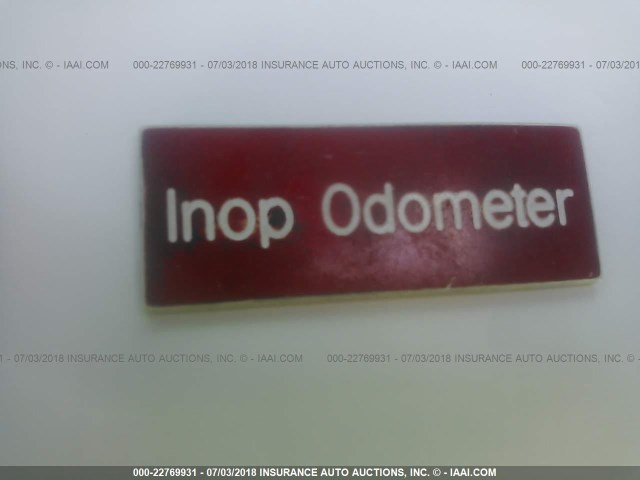 NS, INC. © - IAAI.COM 000-22769931 - 07/03/2018 INSURANCE AUTO AUCTIONS, INC. © - IAAI.COM 000-22769931 - 07/03/2018
Inop Odometer
1 - 07/03/2018 INSURANCE AUTO AUCTIONS, INC. © - IAAI.COM 000-22769931 - 07/03/2018 INSURANCE AUTO AUCTIONS, INC. © -
000-22769931 - 07/03/2018 INSURANCE AUTO AUCTIONS, INC. © - IAAI.COM